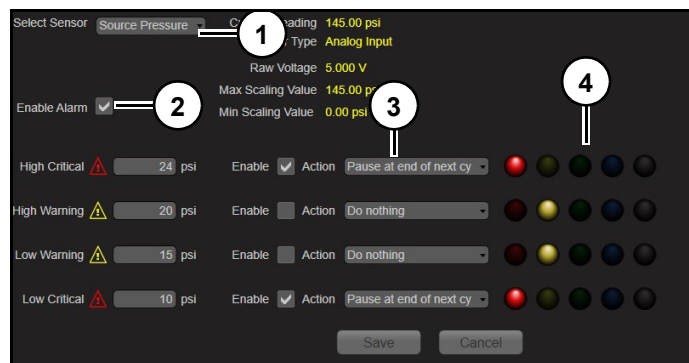 Select Sensor Source Pressure 1 eading 145.00 psi
Type Analog Input
Raw Voltage 5.000 V
Max Scaling Value 145.00
Enable Alarm 2 Min Scaling Value 0.00 psi 3 4
High Critical 24 psi Enable Action Pause at end of next cy
High Warning 20 psi Enable Action Do nothing
Low Warning 15 psi Enable Action Do nothing
Low Critical 10 psi Enable Action Pause at end of next cy
Save Cancel